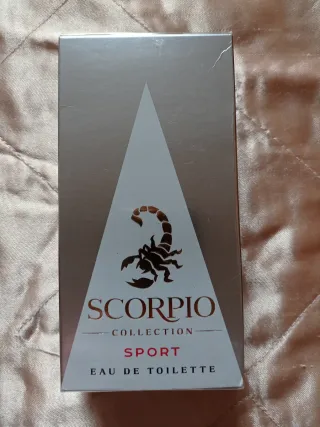 SCORPIO
COLLECTION
SPORT
EAU DE TOILETTE